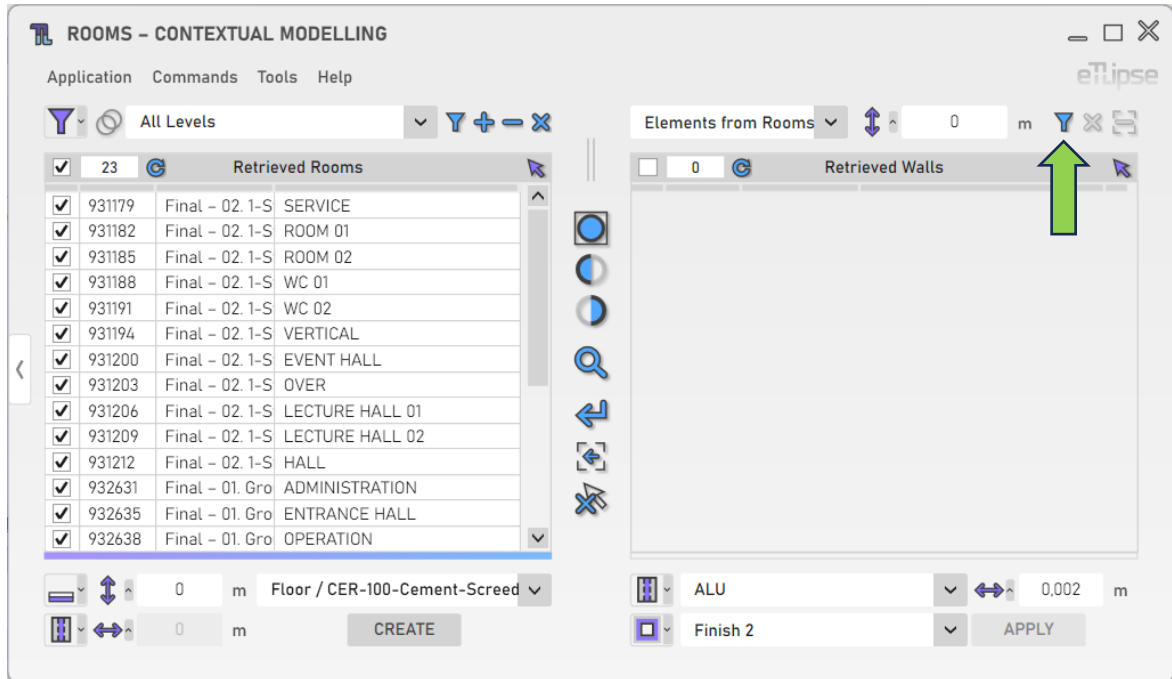 ROOMS – CONTEXTUAL MODELLING
eTLipse
Application Commands Tools Help
All Levels
Elements from Rooms 0 m
23 Retrieved Rooms
0 Retrieved Walls
931179 Final – 02. 1-S SERVICE
931182 Final – 02. 1-S ROOM 01
931185 Final – 02. 1-S ROOM 02
931188 Final – 02. 1-S WC 01
931191 Final – 02. 1-S WC 02
931194 Final – 02. 1-S VERTICAL
931200 Final – 02. 1-S EVENT HALL
931203 Final – 02. 1-S OVER
931206 Final – 02. 1-S LECTURE HALL 01
931209 Final – 02. 1-S LECTURE HALL 02
931212 Final – 02. 1-S HALL
932631 Final – 01. Gro ADMINISTRATION
932635 Final – 01. Gro ENTRANCE HALL
932638 Final – 01. Gro OPERATION
0 m Floor / CER-100-Cement-Screed
0 m CREATE
ALU 0,002 m
Finish 2 APPLY